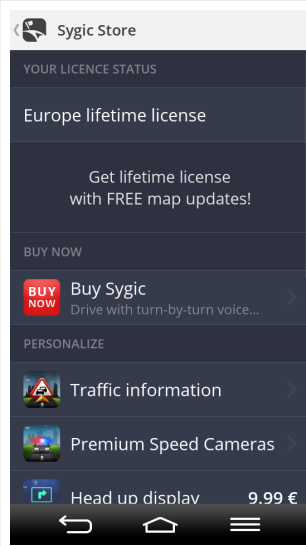 Sygic Store
YOUR LICENCE STATUS
Europe lifetime license
Get lifetime license
with FREE map updates!
BUY NOW
BUY
NOW
Buy Sygic
Drive with turn-by-turn voice...
PERSONALIZE
Traffic information
Premium Speed Cameras
Head up display 9.99 €